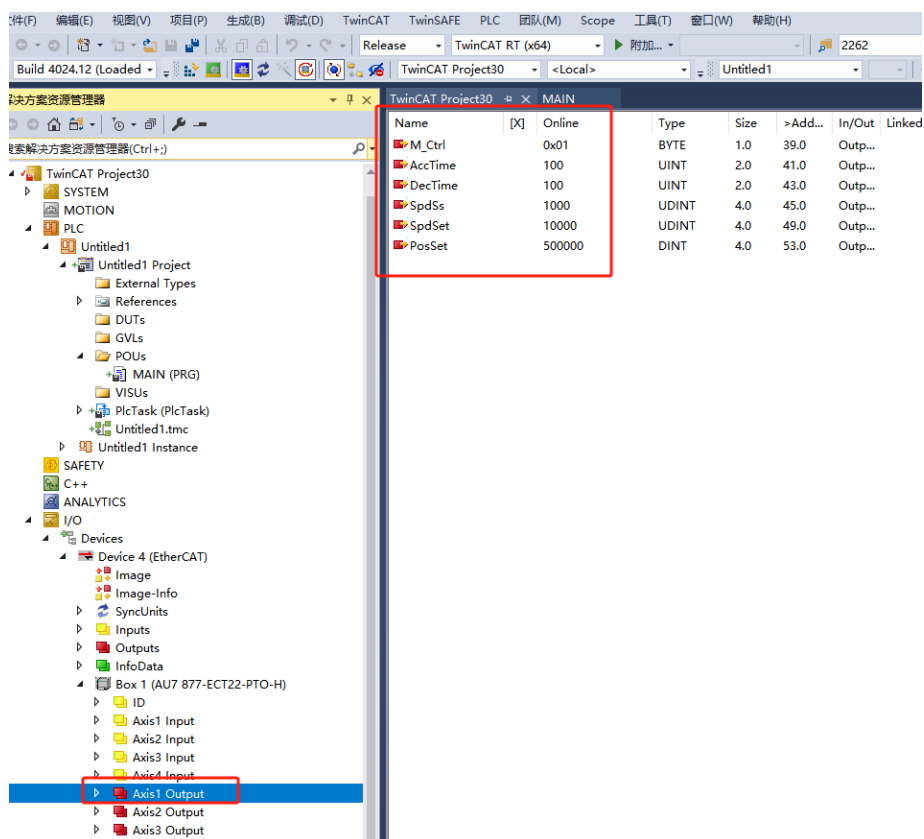 件(F) 编辑(E) 视图(V) 项目(P) 生成(B) 调试(D) TwinCAT TwinSAFE PLC 团队(M) Scope 工具(T) 窗口(W) 帮助(H)
Release TwinCAT RT (x64) 附加... 2262
Build 4024.12 (Loaded TwinCAT Project30 <Local> Untitled1
解决方案资源管理器
搜索解决方案资源管理器(Ctrl+;)
TwinCAT Project30
SYSTEM
MOTION
PLC
Untitled1
Untitled1 Project
External Types
References
DUTs
GVLs
POUs
MAIN (PRG)
VISUs
PlcTask (PlcTask)
Untitled1.tmc
Untitled1 Instance
SAFETY
C++
ANALYTICS
I/O
Devices
Device 4 (EtherCAT)
Image
Image-Info
SyncUnits
Inputs
Outputs
InfoData
Box 1 (AU7 877-ECT22-PTO-H)
ID
Axis1 Input
Axis2 Input
Axis3 Input
Axis4 Input
Axis1 Output
Axis2 Output
Axis3 Output
TwinCAT Project30 MAIN
Name [X] Online Type Size >Add... In/Out Linked
M_Ctrl 0x01 BYTE 1.0 39.0 Outp...
AccTime 100 UINT 2.0 41.0 Outp...
DecTime 100 UINT 2.0 43.0 Outp...
SpdSs 1000 UDINT 4.0 45.0 Outp...
SpdSet 10000 UDINT 4.0 49.0 Outp...
PosSet 500000 DINT 4.0 53.0 Outp...